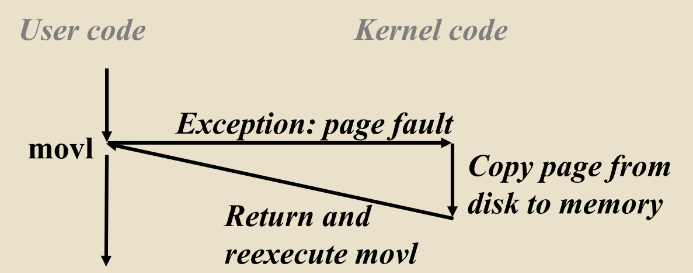 User code
Kernel code
Exception: page fault
movl
Copy page from
disk to memory
Return and
reexecute movl